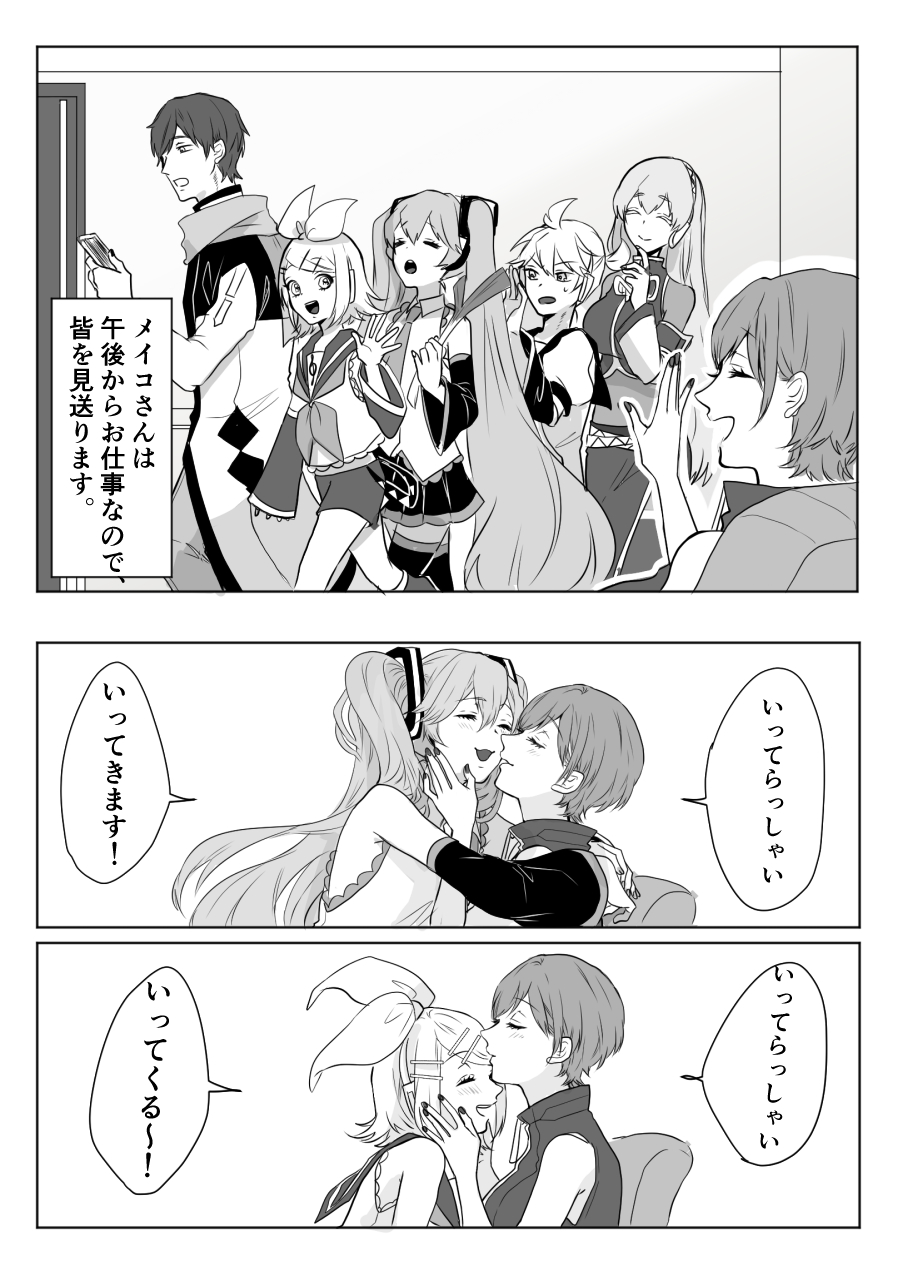 メイコさんは
午後からお仕事なので、
皆を見送ります。
いってらっしゃい
いってきます！
いってらっしゃい
いってくる～！